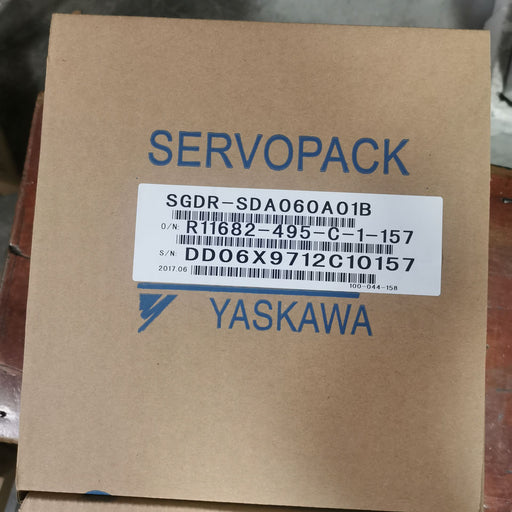 SERVOPACK
SGDR-SDA060A01B
O/N: R11682-495-C-1-157
S/N: DD06X9712C10157
2017.06
100-044-158
YASKAWA